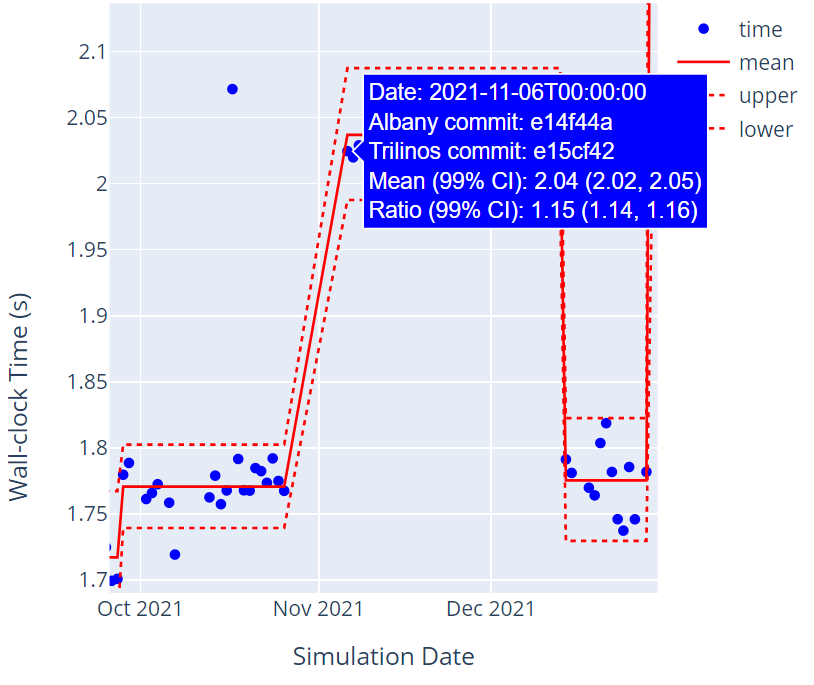 2.1
2.05
2
1.95
1.9
1.85
1.8
1.75
1.7
Wall-clock Time (s)
Oct 2021
Nov 2021
Dec 2021
Simulation Date
time
mean
upper
lower
Date: 2021-11-06T00:00:00
Albany commit: e14f44a
Trilinos commit: e15cf42
Mean (99% CI): 2.04 (2.02, 2.05)
Ratio (99% CI): 1.15 (1.14, 1.16)